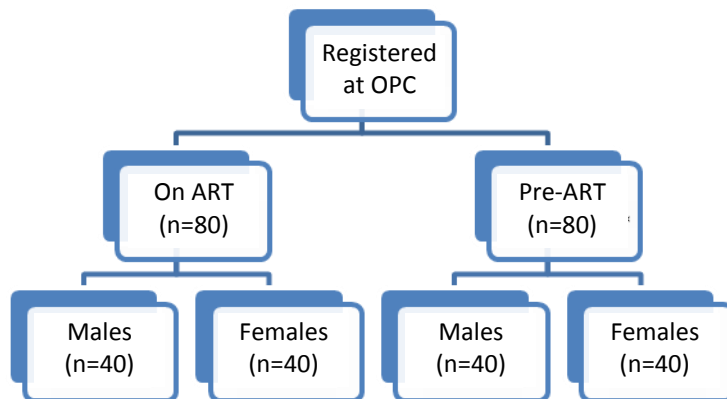 Registered
at OPC
On ART
(n=80)
Pre-ART
(n=80)
Males
(n=40)
Females
(n=40)
Males
(n=40)
Females
(n=40)